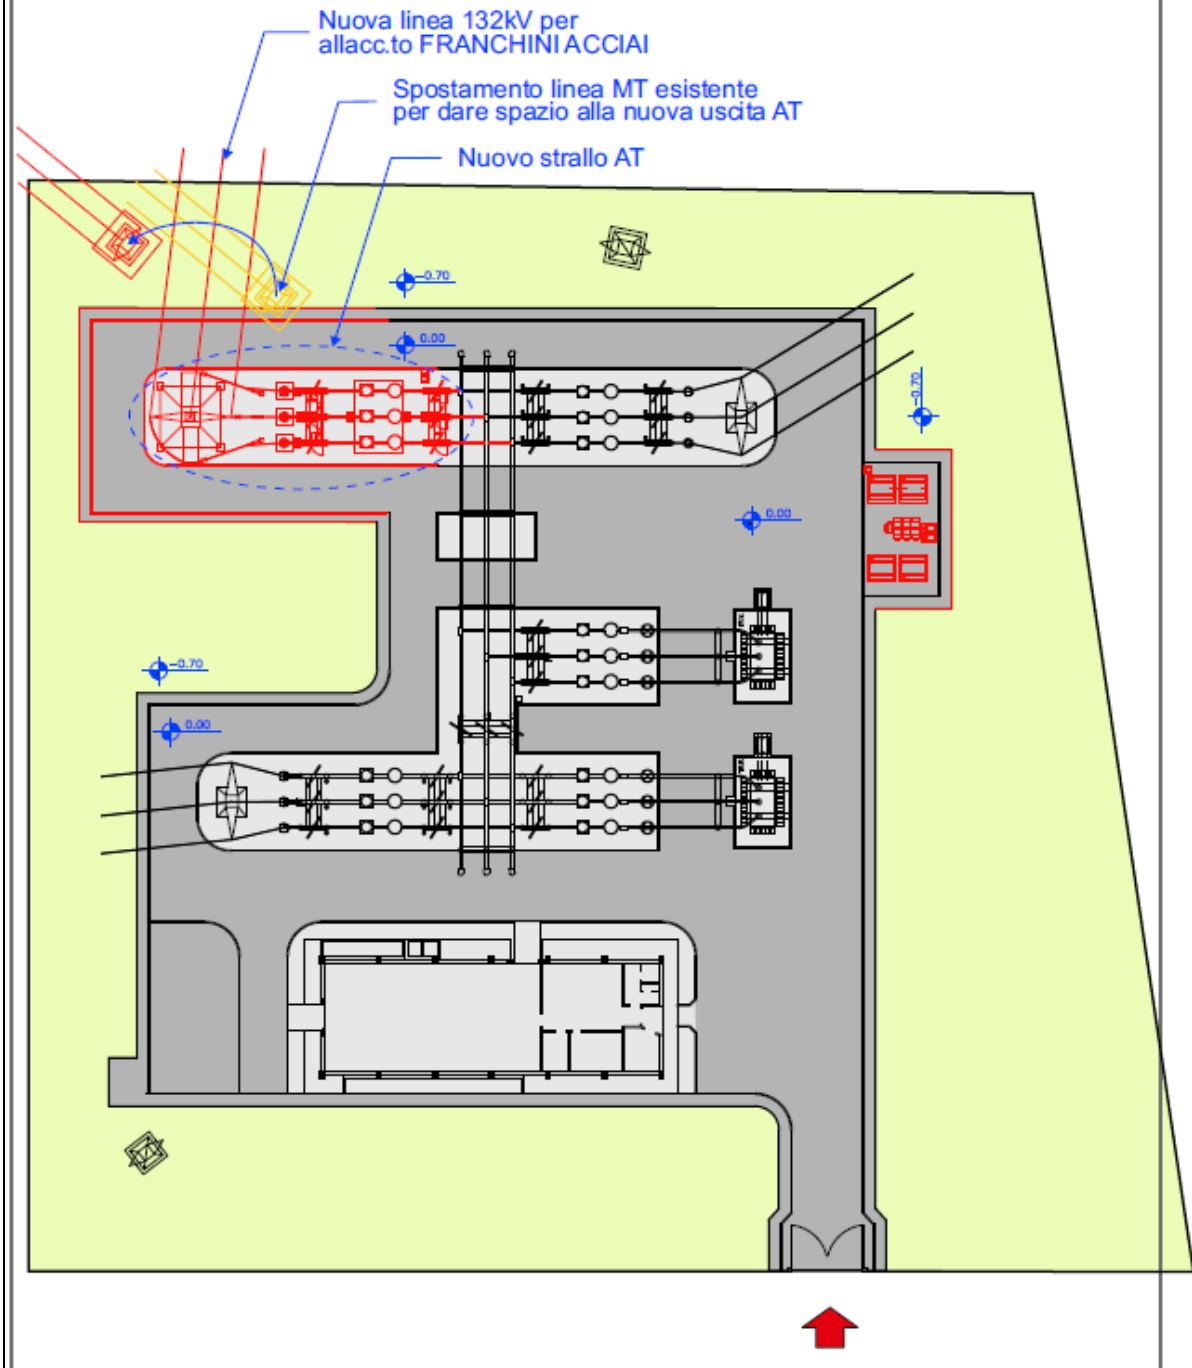 Nuova linea 132kV per
allacc.to FRANCHINI ACCIAI
Spostamento linea MT esistente
per dare spazio alla nuova uscita AT
Nuovo strallo AT
-0.70
0.00
-0.70
0.00
-0.70
0.00